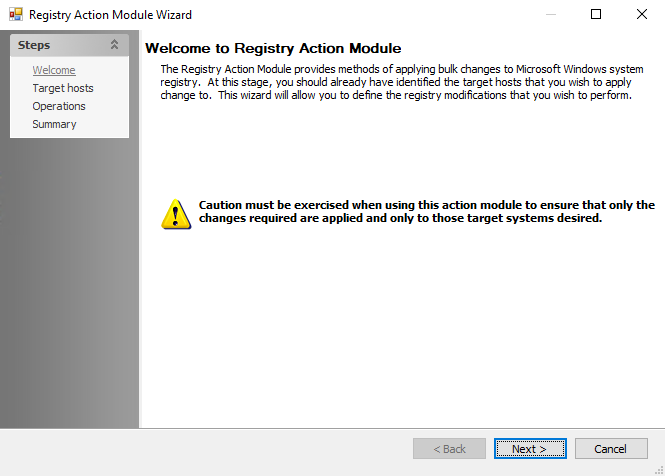 Registry Action Module Wizard
Steps
Welcome
Target hosts
Operations
Summary
Welcome to Registry Action Module
The Registry Action Module provides methods of applying bulk changes to Microsoft Windows system
registry.  At this stage, you should already have identified the target hosts that you wish to apply
change to.  This wizard will allow you to define the registry modifications that you wish to perform.
Caution must be exercised when using this action module to ensure that only the
changes required are applied and only to those target systems desired.
< Back
Next >
Cancel